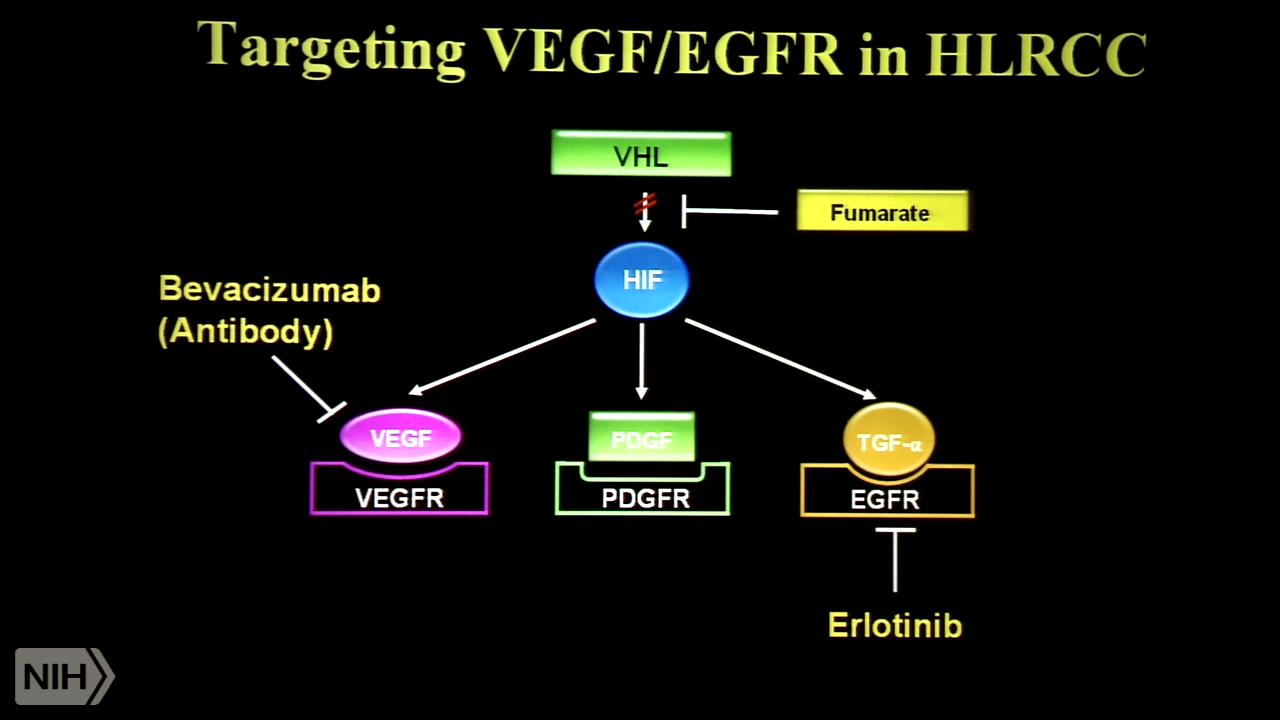 Targeting VEGF/EGFR in HLRCC
VHL
Fumarate
HIF
Bevacizumab
(Antibody)
VEGF
PDGF
TGF-α
VEGFR
PDGFR
EGFR
Erlotinib
NIH